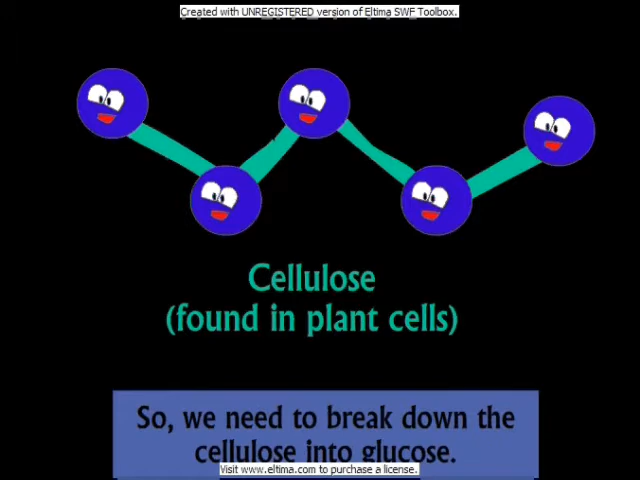 Created with UNREGISTERED version of Eltima SWF Toolbox.
Cellulose
(found in plant cells)
So, we need to break down the
cellulose into glucose.
Visit www.eltima.com to purchase a license.